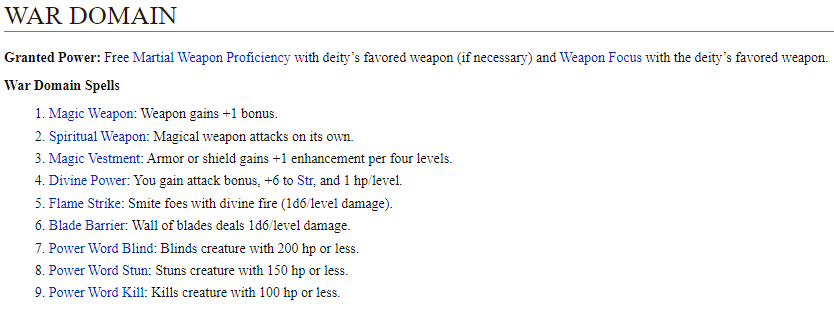 WAR DOMAIN
Granted Power: Free Martial Weapon Proficiency with deity’s favored weapon (if necessary) and Weapon Focus with the deity’s favored weapon.
War Domain Spells
1. Magic Weapon: Weapon gains +1 bonus.
2. Spiritual Weapon: Magical weapon attacks on its own.
3. Magic Vestment: Armor or shield gains +1 enhancement per four levels.
4. Divine Power: You gain attack bonus, +6 to Str, and 1 hp/level.
5. Flame Strike: Smite foes with divine fire (1d6/level damage).
6. Blade Barrier: Wall of blades deals 1d6/level damage.
7. Power Word Blind: Blinds creature with 200 hp or less.
8. Power Word Stun: Stuns creature with 150 hp or less.
9. Power Word Kill: Kills creature with 100 hp or less.